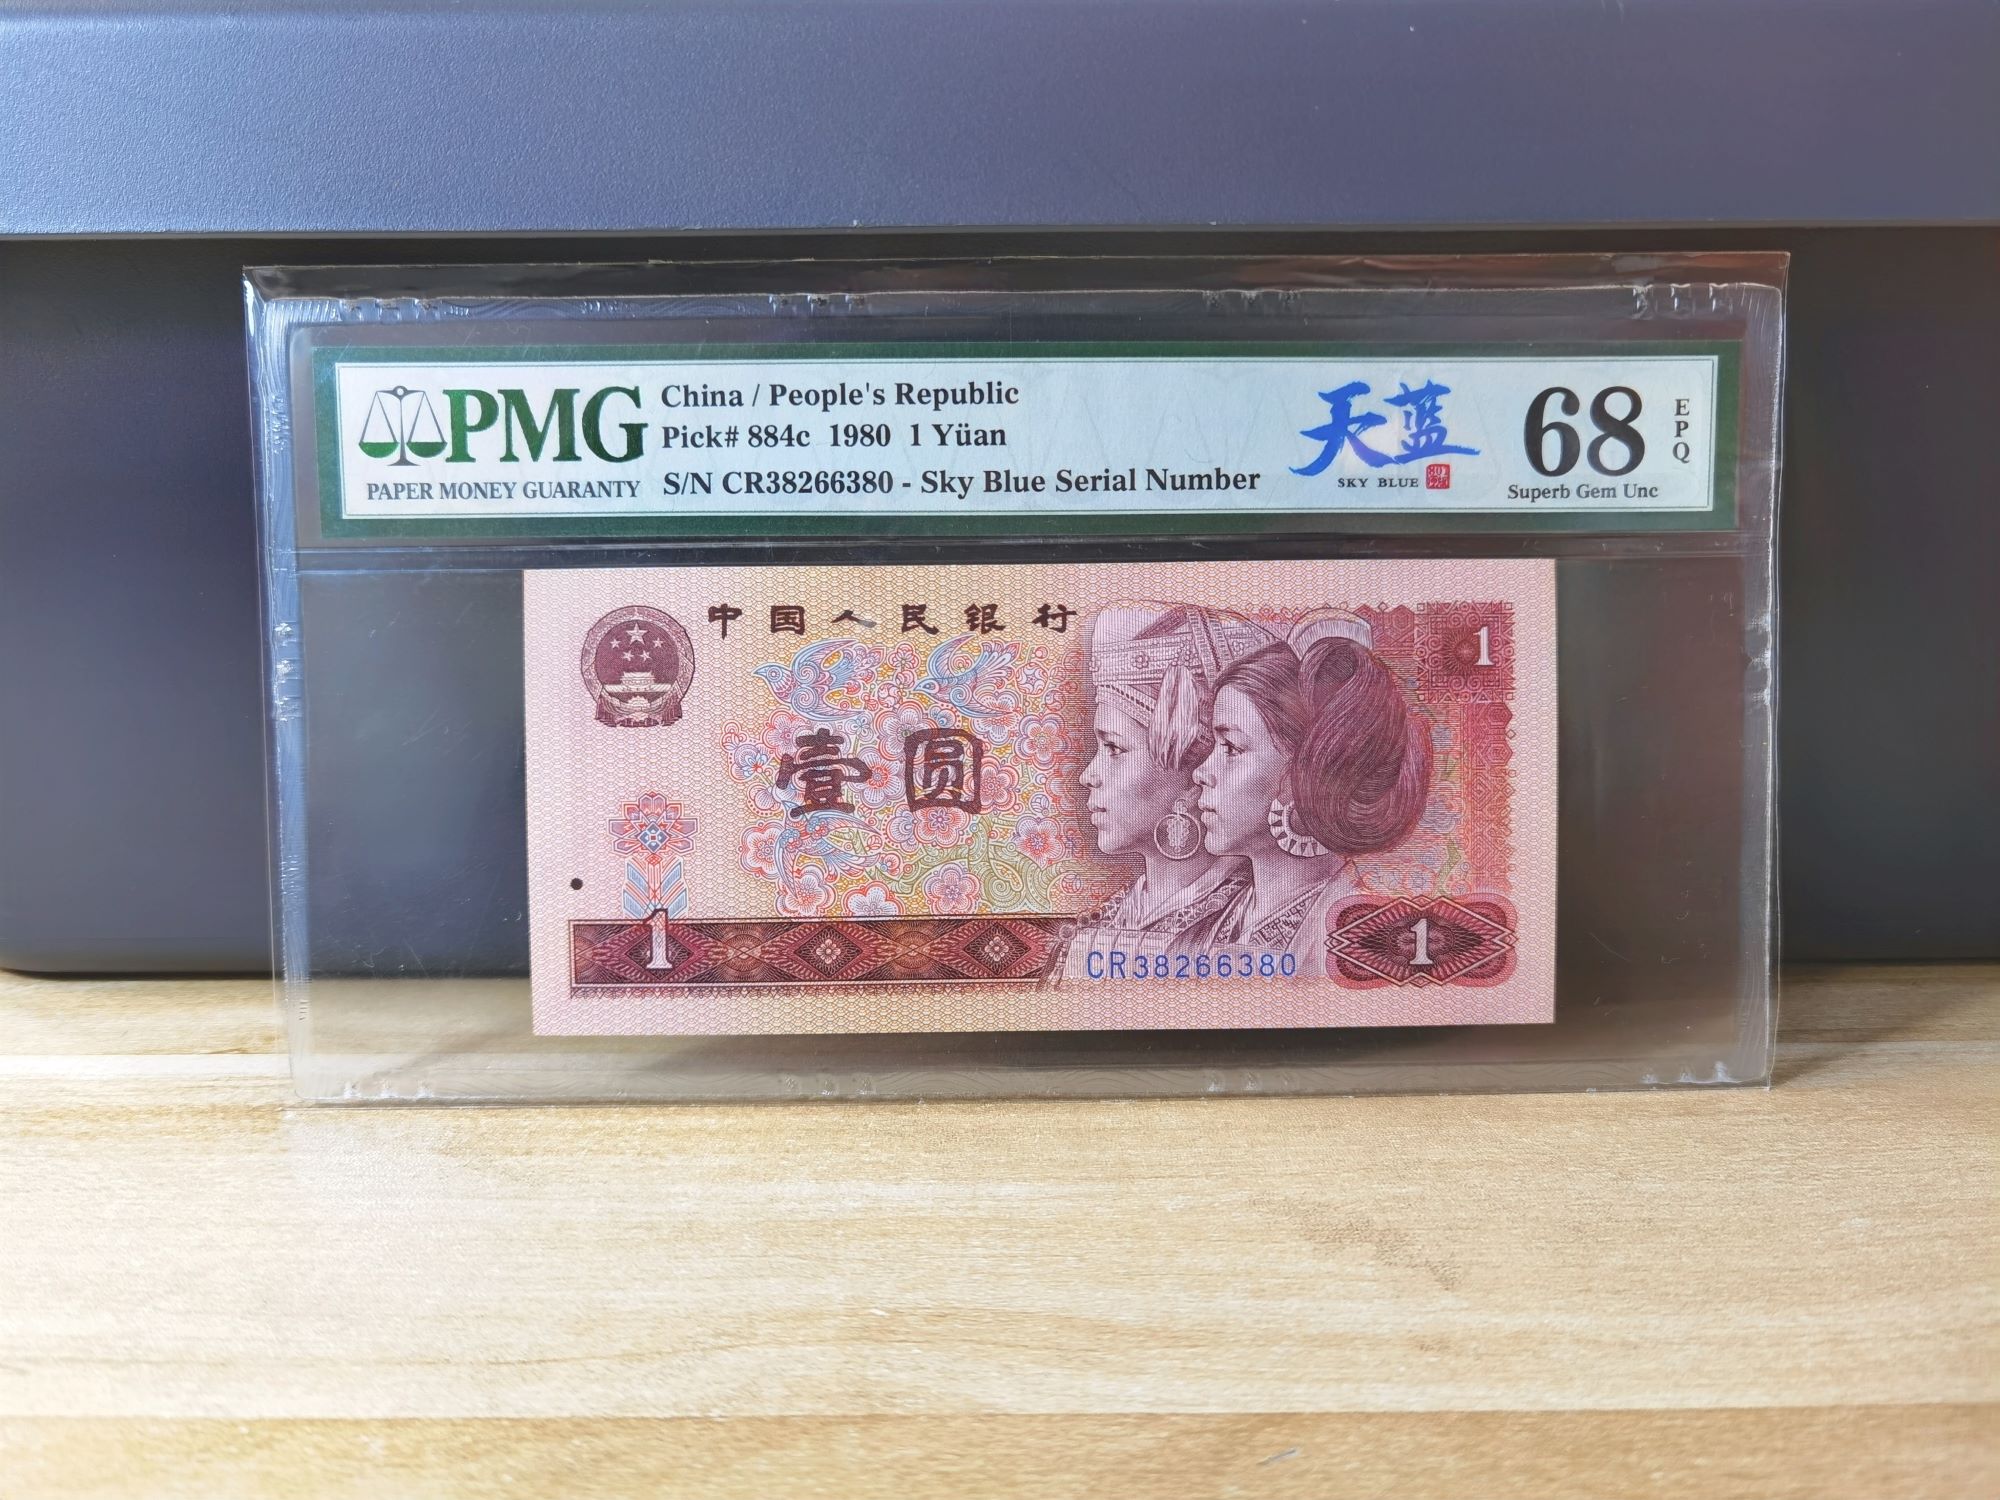 PMG
PAPER MONEY GUARANTY
China / People's Republic
Pick# 884c 1980 1 Yüan
S/N CR38266380 - Sky Blue Serial Number
天蓝
SKY BLUE
68
EPQ
Superb Gem Unc
中国人民银行
1
壹圆
1
CR38266380
1